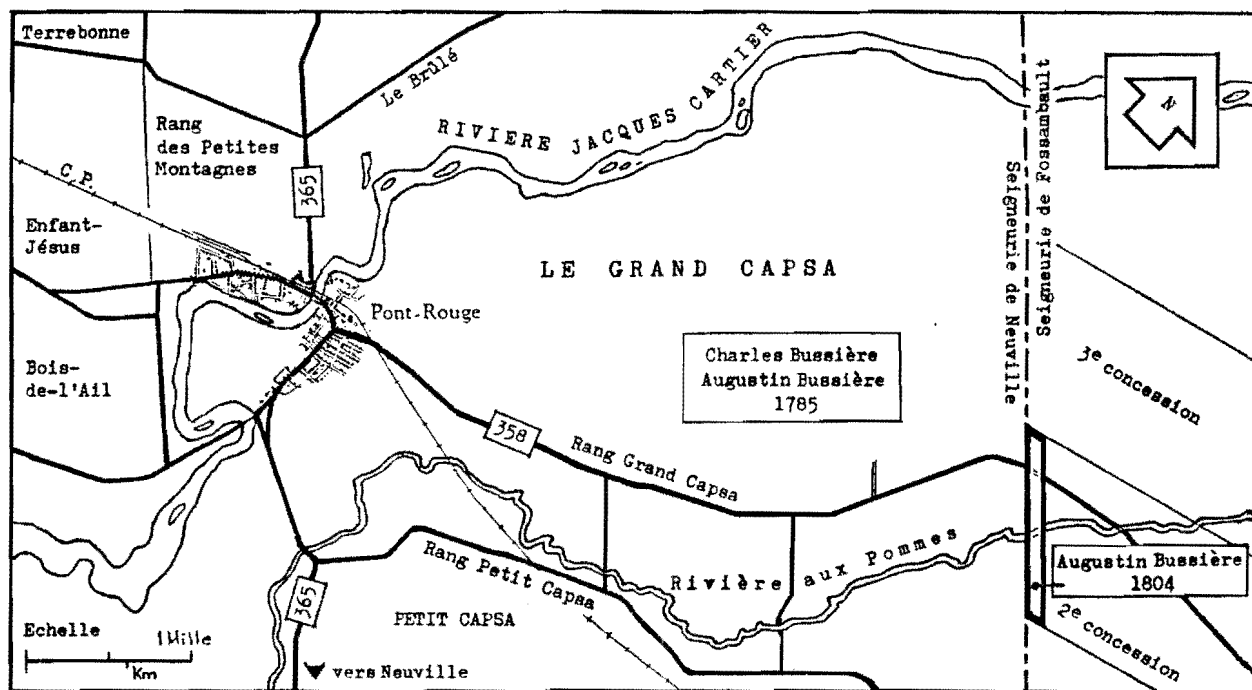 Terrebonne
Le Brûlé
RIVIERE JACQUES CARTIER
Seigneurie de Neuville
Seigneurie de Fossambault
N
Rang
des Petites
Montagnes
365
C.P.
Enfant-
Jésus
LE GRAND CAPSA
Pont-Rouge
Charles Bussière
Augustin Bussière
1785
3e concession
Bois-
de-l'Ail
358
Rang Grand Capsa
Rivière aux Pommes
Augustin Bussière
1804
Rang Petit Capsa
365
PETIT CAPSA
2e concession
Echelle
1 Mille
Km
vers Neuville